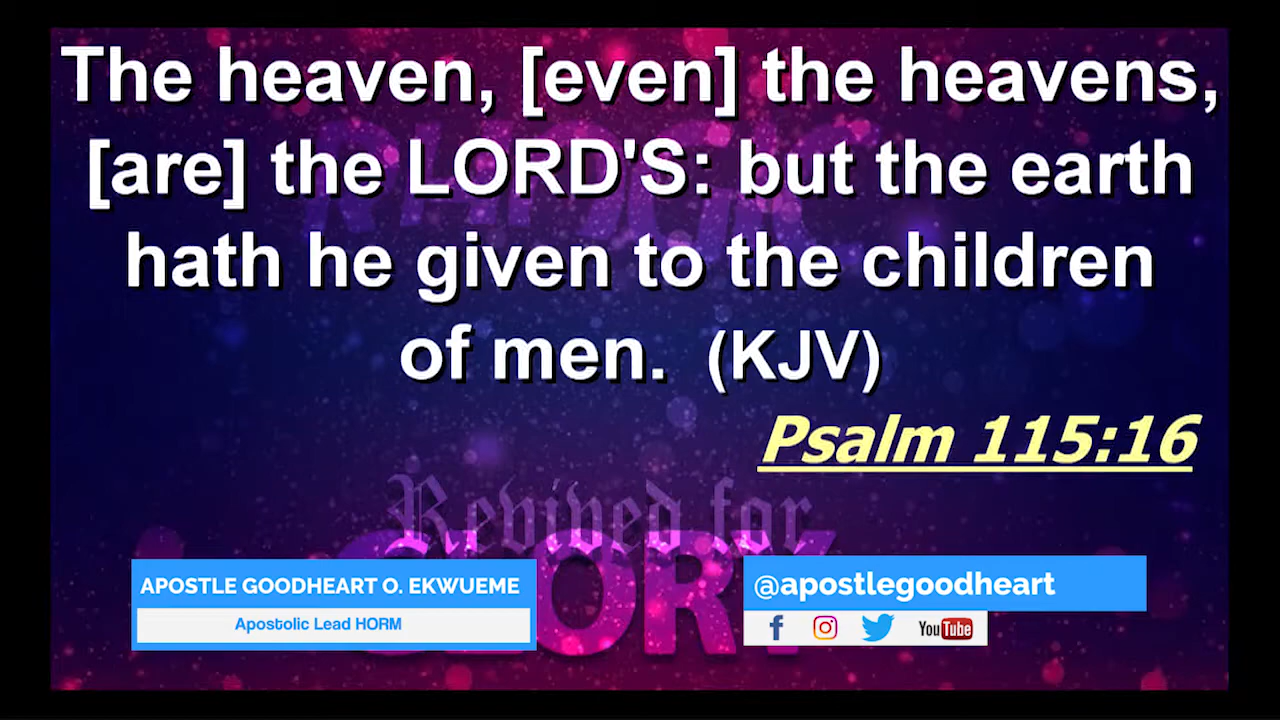 The heaven, [even] the heavens,
[are] the LORD'S: but the earth
hath he given to the children
of men. (KJV)
Psalm 115:16
Revived for
GLORY
APOSTLE GOODHEART O. EKWUEME
Apostolic Lead HORM
@apostlegoodheart
YouTube